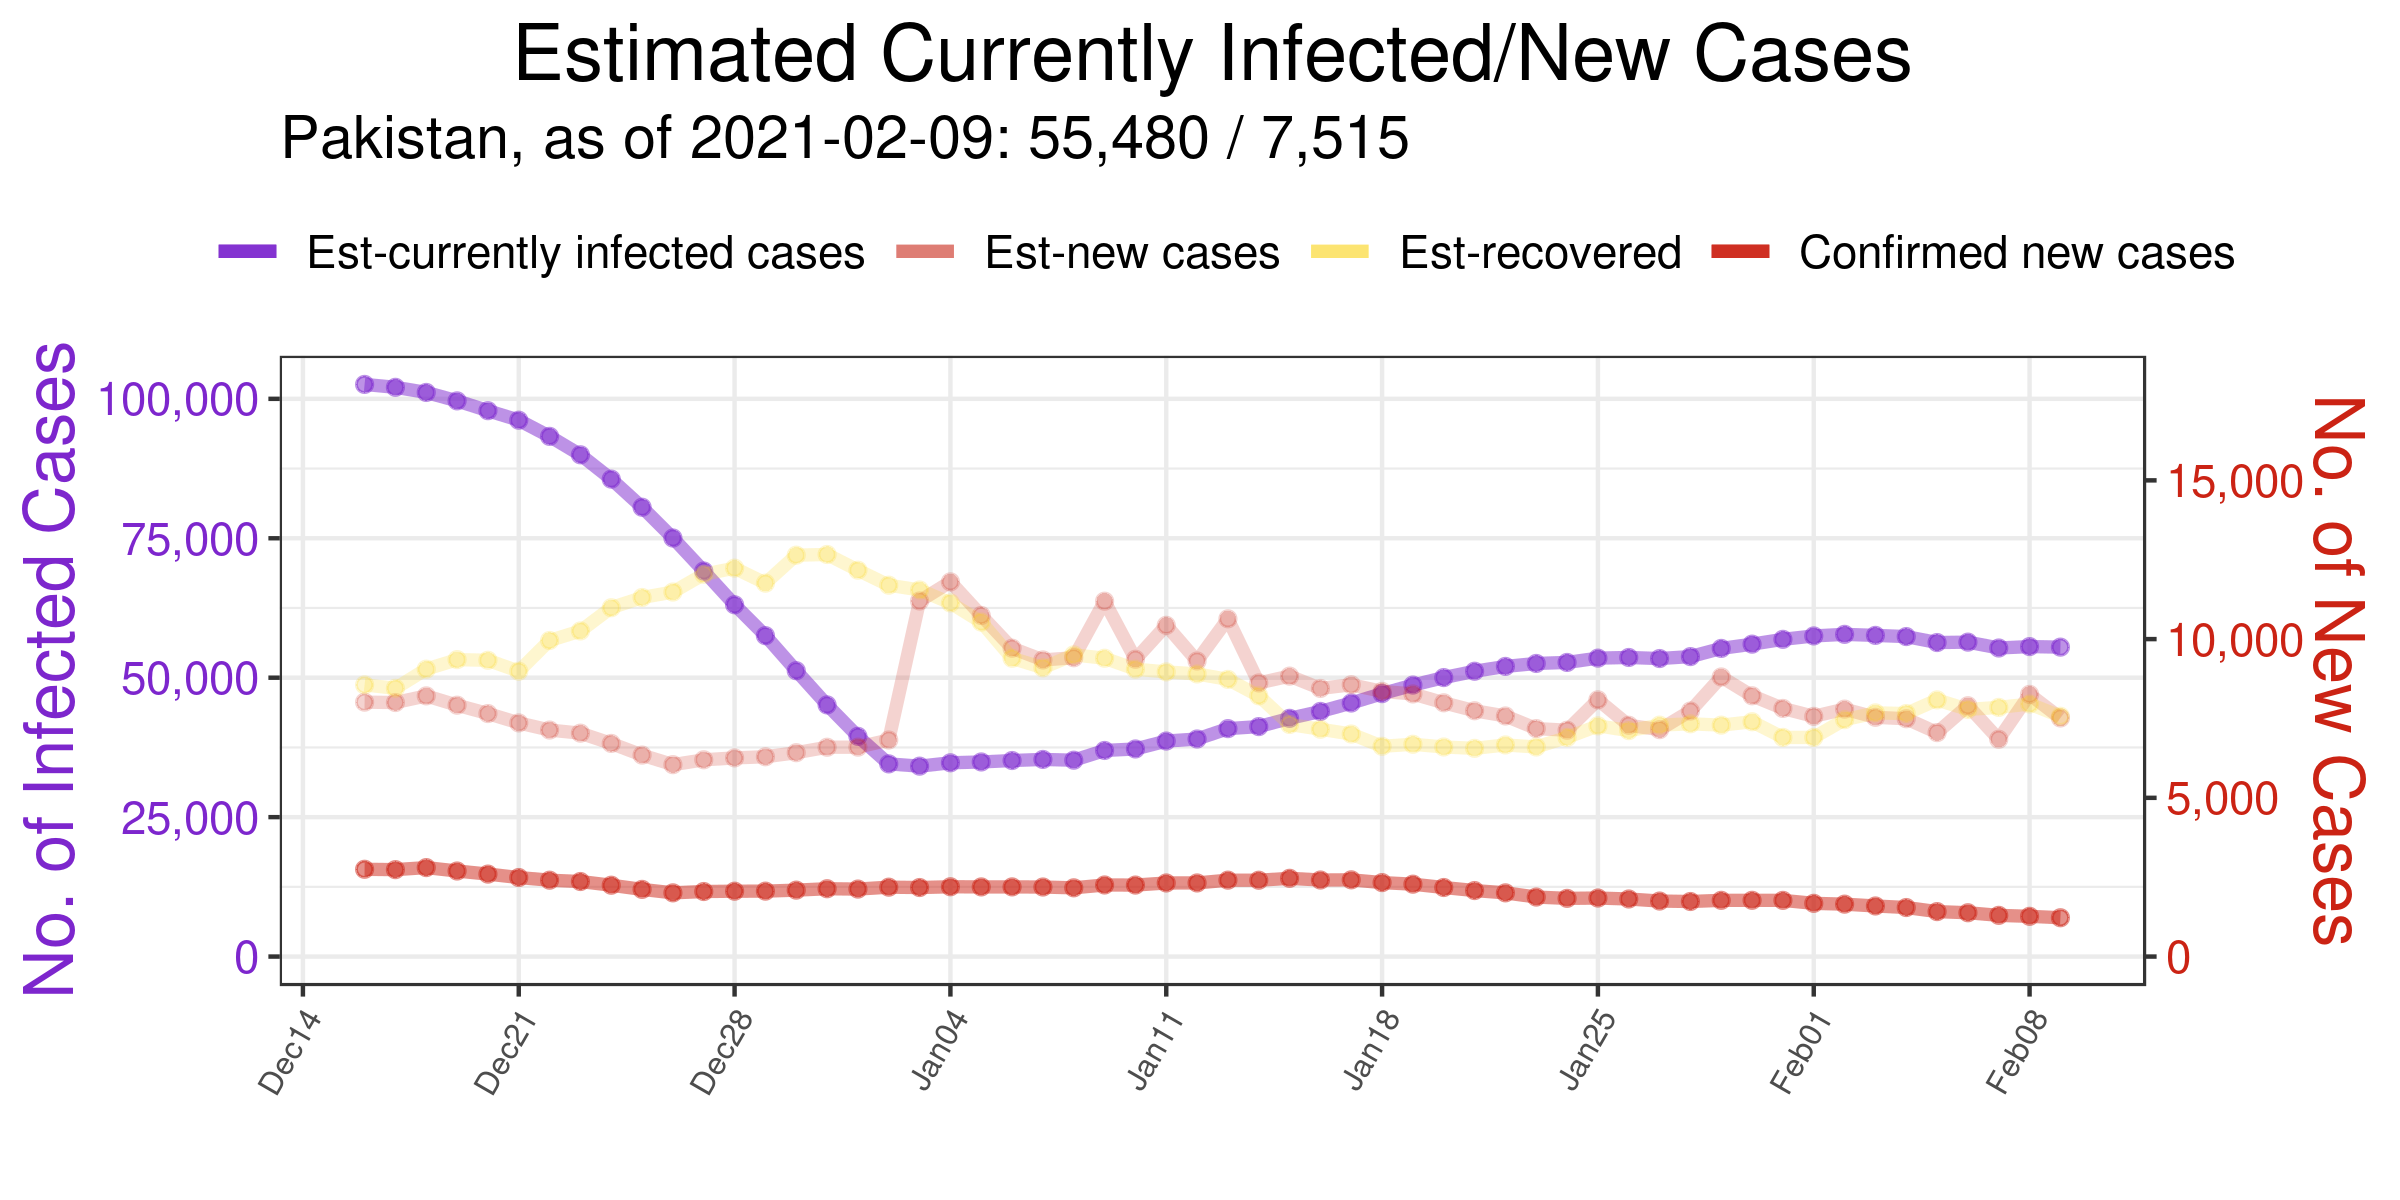 Estimated Currently Infected/New Cases
Pakistan, as of 2021-02-09: 55,480 / 7,515
Est-currently infected cases Est-new cases Est-recovered Confirmed new cases
No. of Infected Cases
100,000
75,000
50,000
25,000
0
15,000
10,000
5,000
0
No. of New Cases
Dec14 Dec21 Dec28 Jan04 Jan11 Jan18 Jan25 Feb01 Feb08